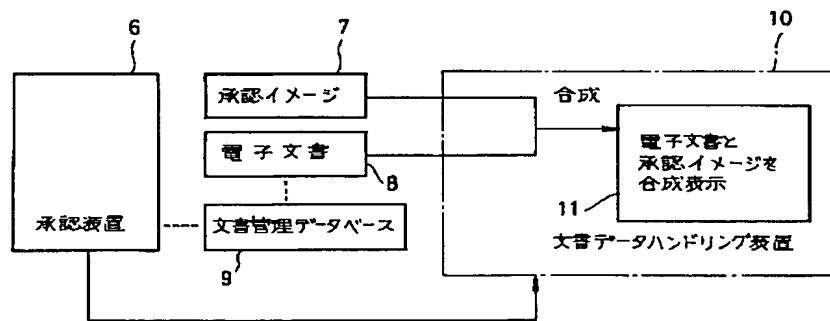 6
7
10
承認イメージ
合成
電子文書
8
電子文書と
承認イメージを
合成表示
11
承認装置
文書管理データベース
9
文書データハンドリング装置